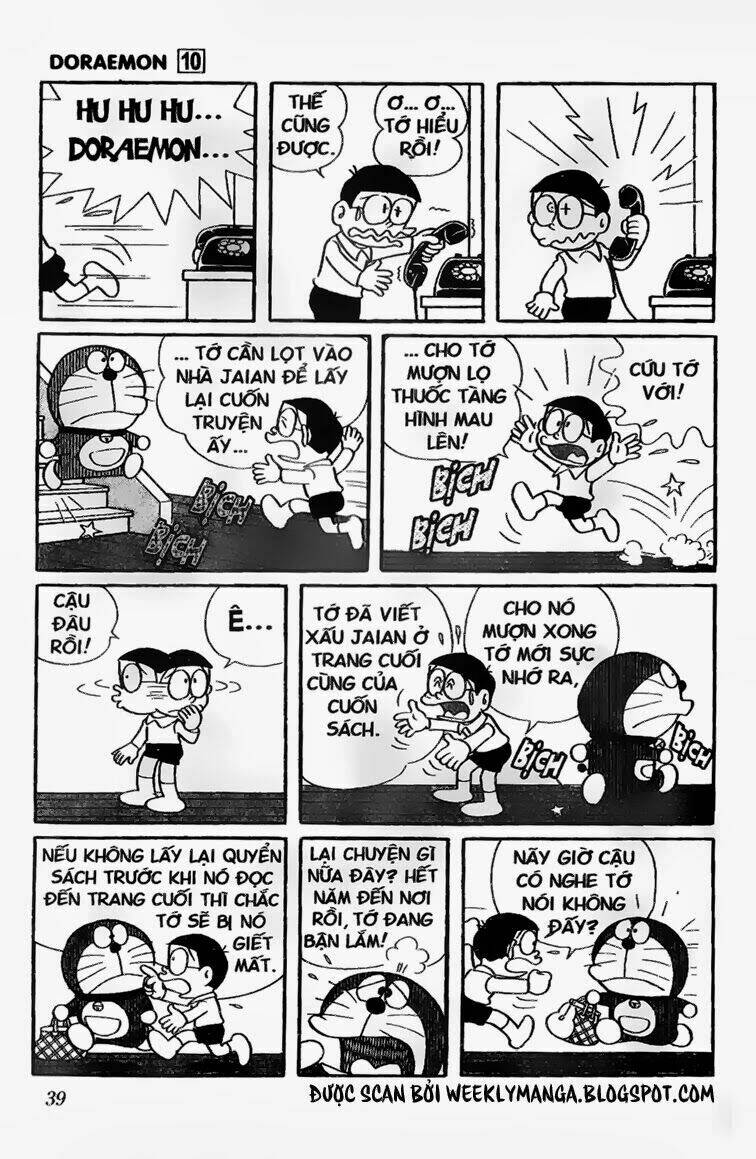 DORAEMON 10
Ơ... Ơ...
TỚ HIỂU
RỒI!
THẾ
CŨNG
ĐƯỢC.
HU HU HU...
DORAEMON...
CỨU TỚ
VỚI!
... CHO TỚ
MƯỢN LỌ
THUỐC TÀNG
HÌNH MAU
LÊN!
BỊCH
BỊCH
... TỚ CẦN LỌT VÀO
NHÀ JAIAN ĐỂ LẤY
LẠI CUỐN
TRUYỆN
ẤY...
BỊCH
BỊCH
CHO NÓ
MƯỢN XONG
TỚ MỚI SỰC
NHỚ RA,
TỚ ĐÃ VIẾT
XẤU JAIAN Ở
TRANG CUỐI
CÙNG CỦA
CUỐN
SÁCH.
BỊCH
BỊCH
Ê...
CẬU
ĐÂU
RỒI!
NÃY GIỜ CẬU
CÓ NGHE TỚ
NÓI KHÔNG
ĐẤY?
LẠI CHUYỆN GÌ
NỮA ĐÂY? HẾT
NĂM ĐẾN NƠI
RỒI, TỚ ĐANG
BẬN LẮM!
NẾU KHÔNG LẤY LẠI QUYỂN
SÁCH TRƯỚC KHI NÓ ĐỌC
ĐẾN TRANG CUỐI THÌ CHẮC
TỚ SẼ BỊ NÓ
GIẾT
MẤT.
39
ĐƯỢC SCAN BỞI WEEKLYMANGA.BLOGSPOT.COM